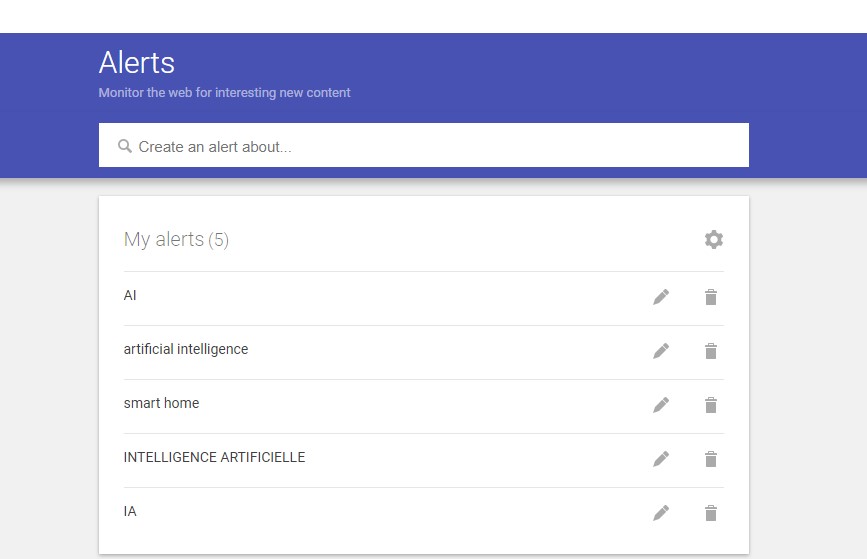 Alerts
Monitor the web for interesting new content
Create an alert about...
My alerts (5)
AI
artificial intelligence
smart home
INTELLIGENCE ARTIFICIELLE
IA